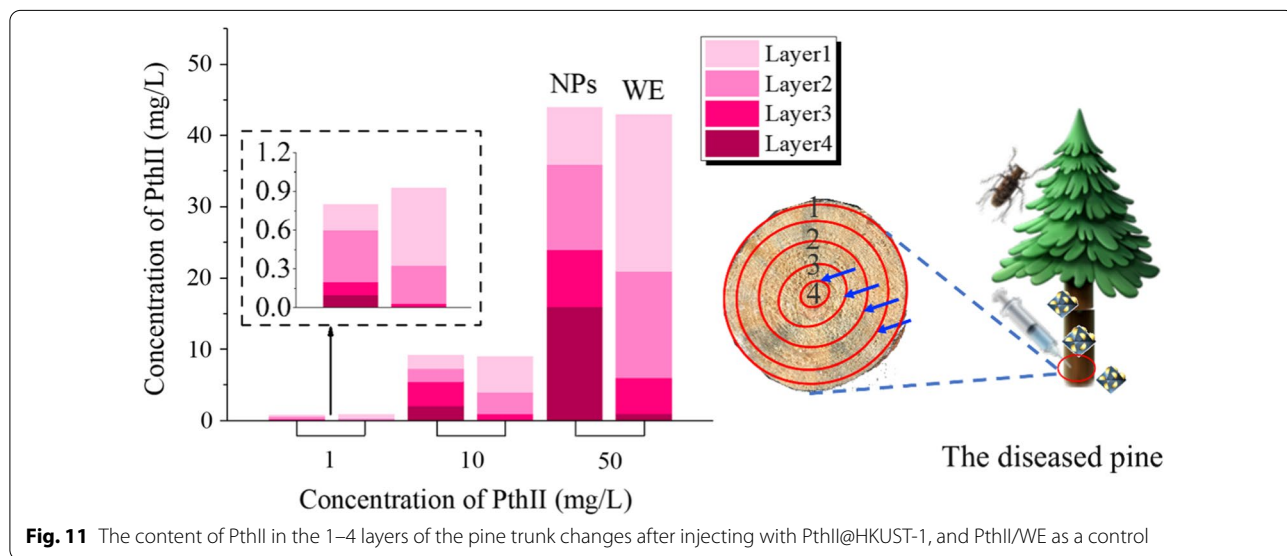 50
40
30
20
10
0
Concentration of PthII (mg/L)
1.2
0.9
0.6
0.3
0.0
NPs
WE
Layer1
Layer2
Layer3
Layer4
1
10
50
Concentration of PthII (mg/L)
1
2
3
4
The diseased pine
Fig. 11 The content of PthII in the 1–4 layers of the pine trunk changes after injecting with PthII@HKUST-1, and PthII/WE as a control